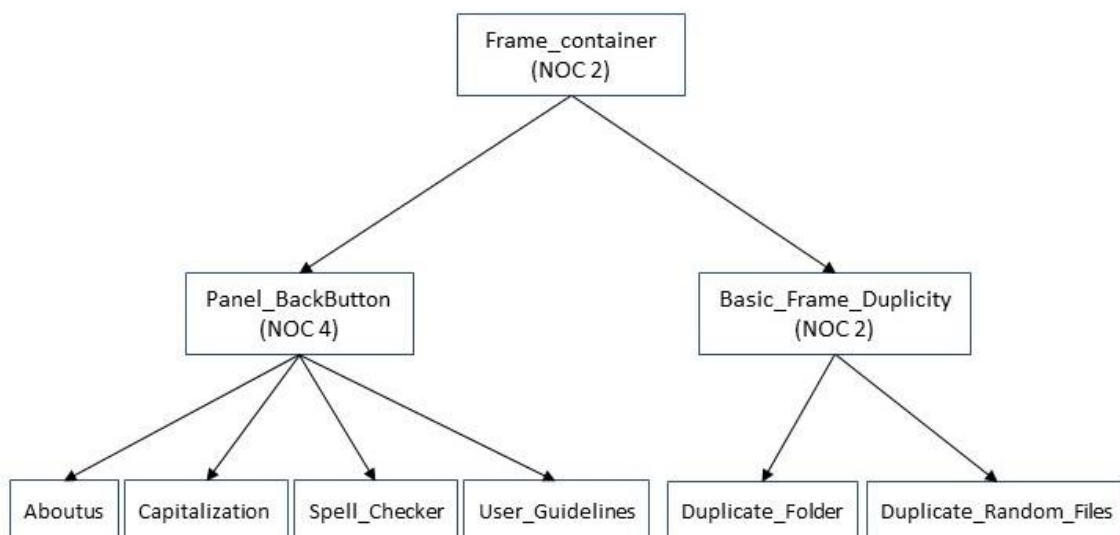 Frame_container
(NOC 2)
Panel_BackButton
(NOC 4)
Basic_Frame_Duplicity
(NOC 2)
Aboutus
Capitalization
Spell_Checker
User_Guidelines
Duplicate_Folder
Duplicate_Random_Files